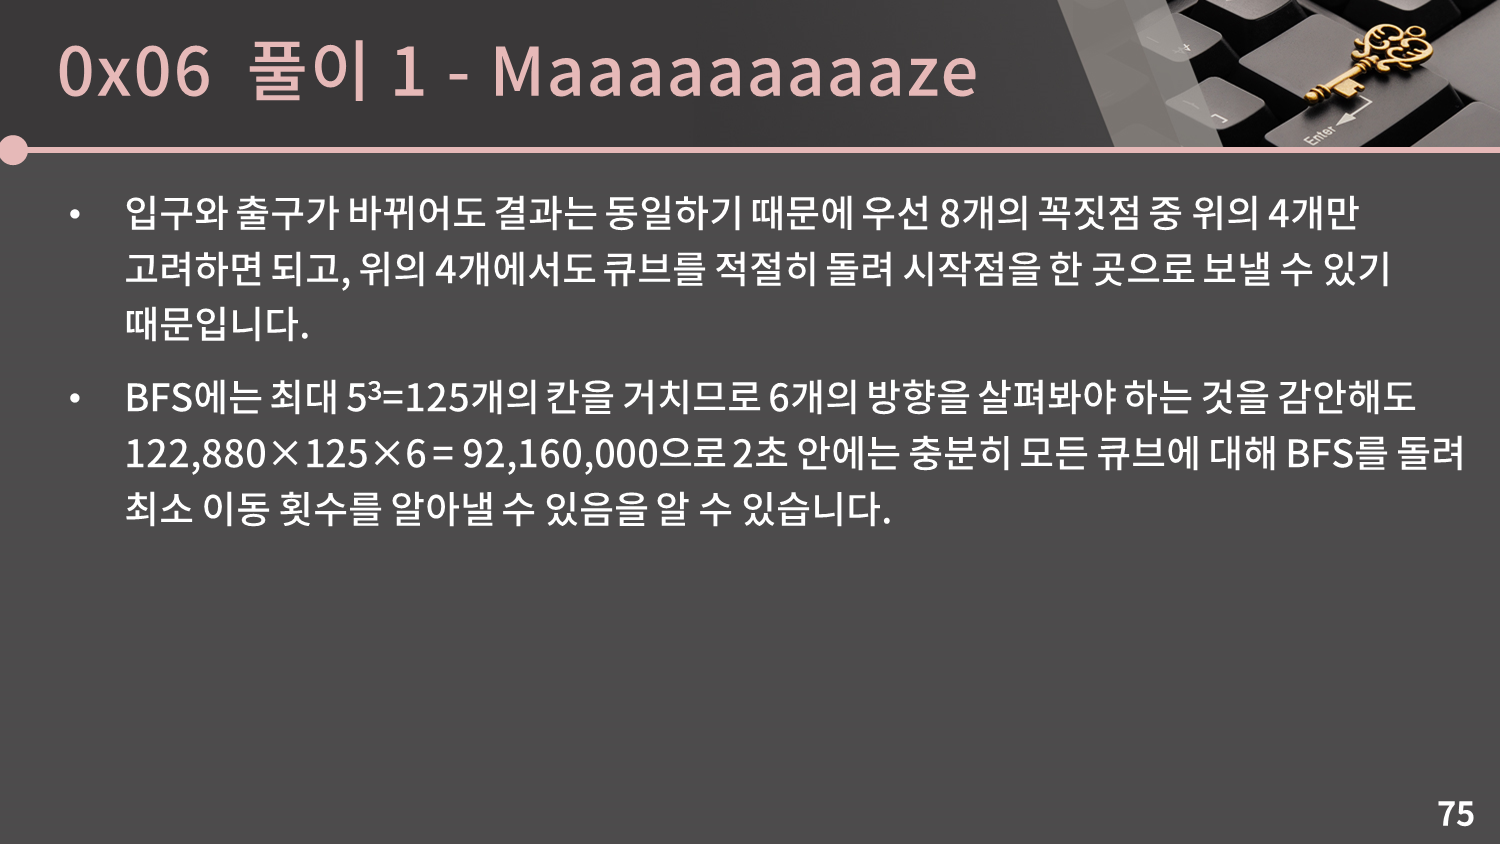 0x06 풀이 1 - Maaaaaaaaaaze
Enter
• 입구와 출구가 바뀌어도 결과는 동일하기 때문에 우선 8개의 꼭짓점 중 위의 4개만
고려하면 되고, 위의 4개에서도 큐브를 적절히 돌려 시작점을 한 곳으로 보낼 수 있기
때문입니다.
• BFS에는 최대 5³=125개의 칸을 거치므로 6개의 방향을 살펴봐야 하는 것을 감안해도
122,880×125×6 = 92,160,000으로 2초 안에는 충분히 모든 큐브에 대해 BFS를 돌려
최소 이동 횟수를 알아낼 수 있음을 알 수 있습니다.
75